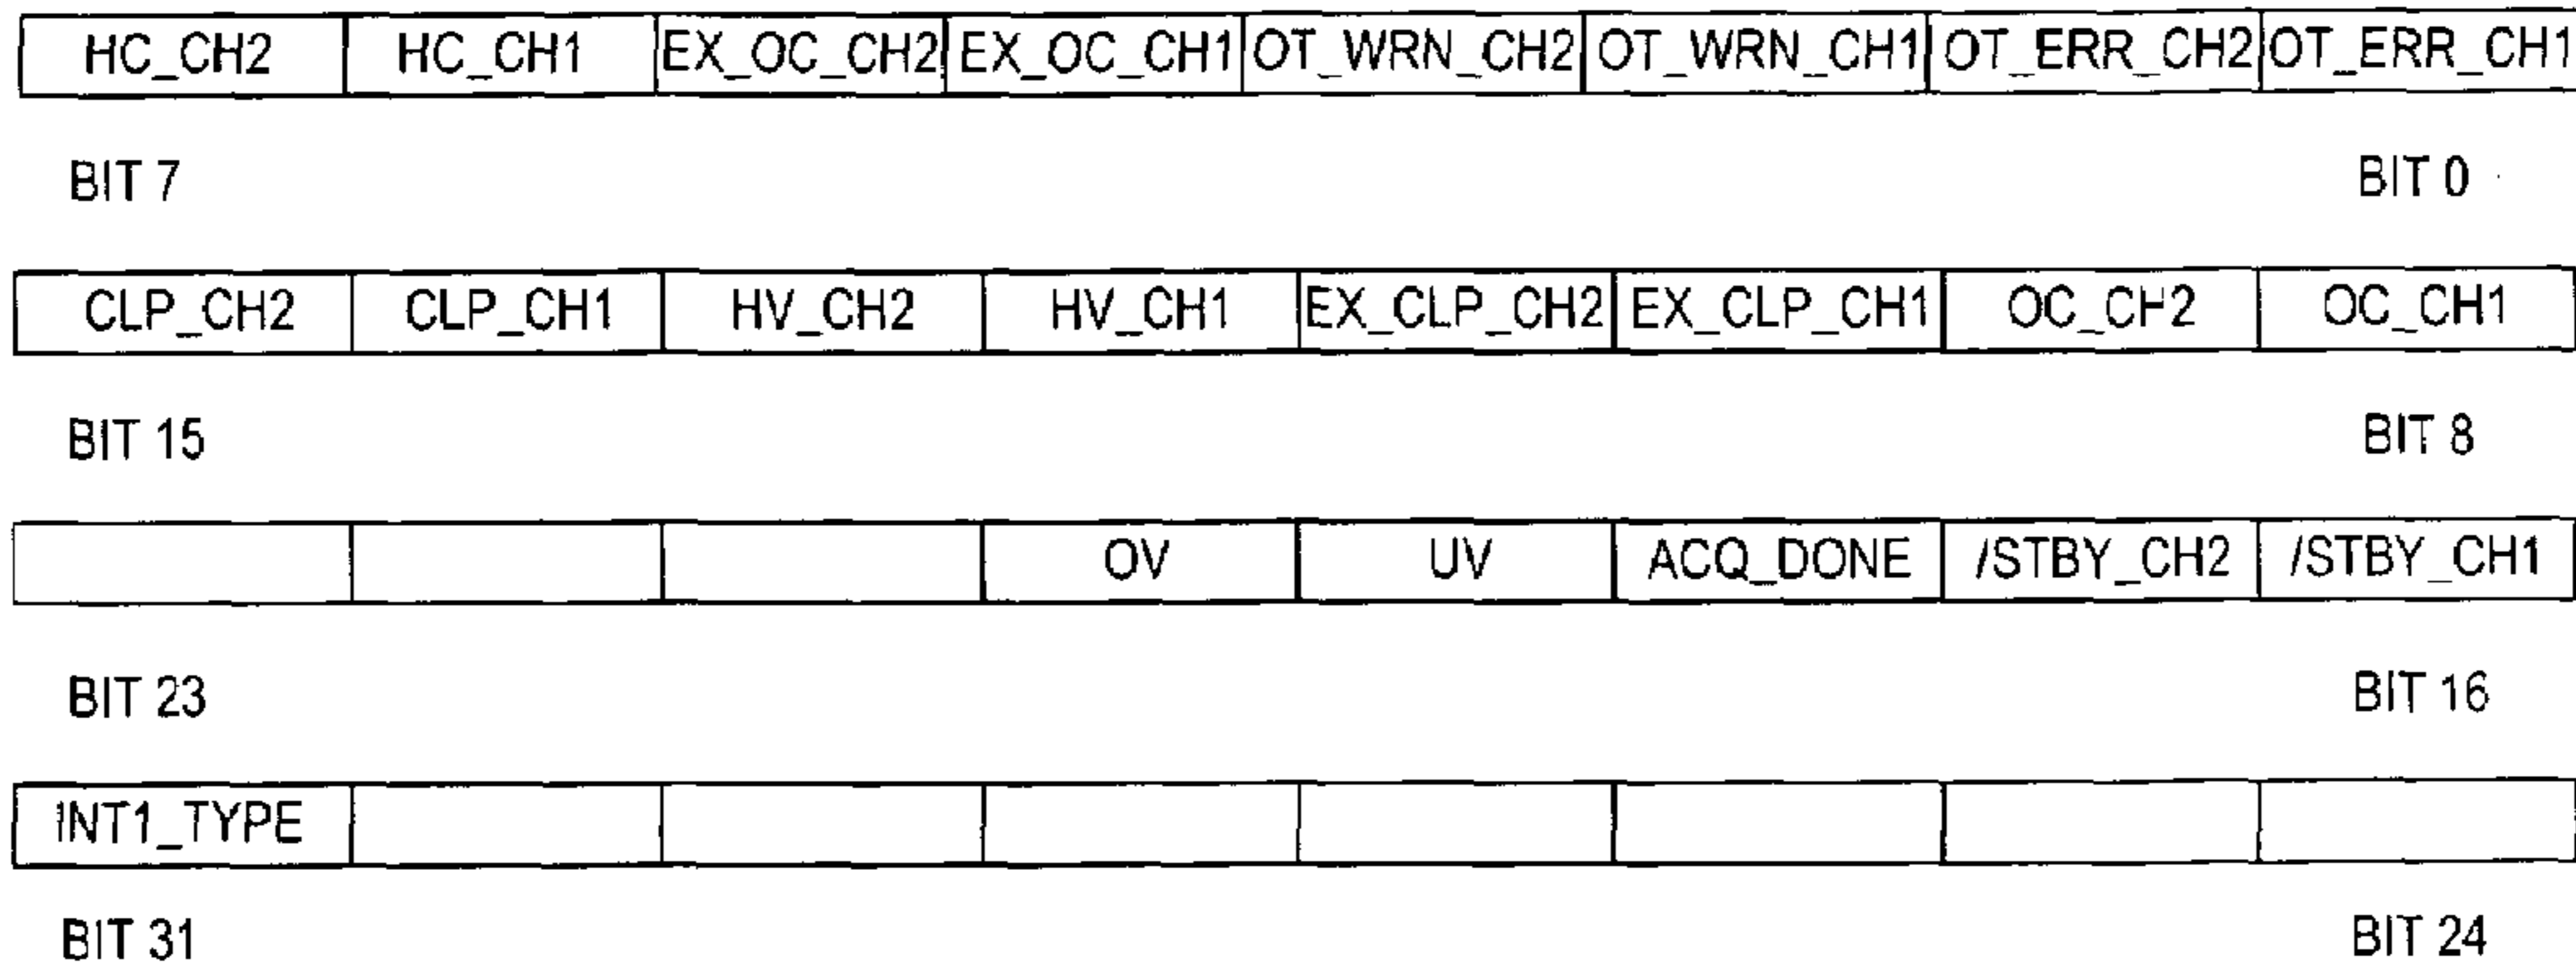 HC_CH2 HC_CH1 EX_OC_CH2 EX_OC_CH1 OT_WRN_CH2 OT_WRN_CH1 OT_ERR_CH2 OT_ERR_CH1
BIT 7 BIT 0
CLP_CH2 CLP_CH1 HV_CH2 HV_CH1 EX_CLP_CH2 EX_CLP_CH1 OC_CH2 OC_CH1
BIT 15 BIT 8
OV UV ACQ_DONE /STBY_CH2 /STBY_CH1
BIT 23 BIT 16
INT1_TYPE
BIT 31 BIT 24